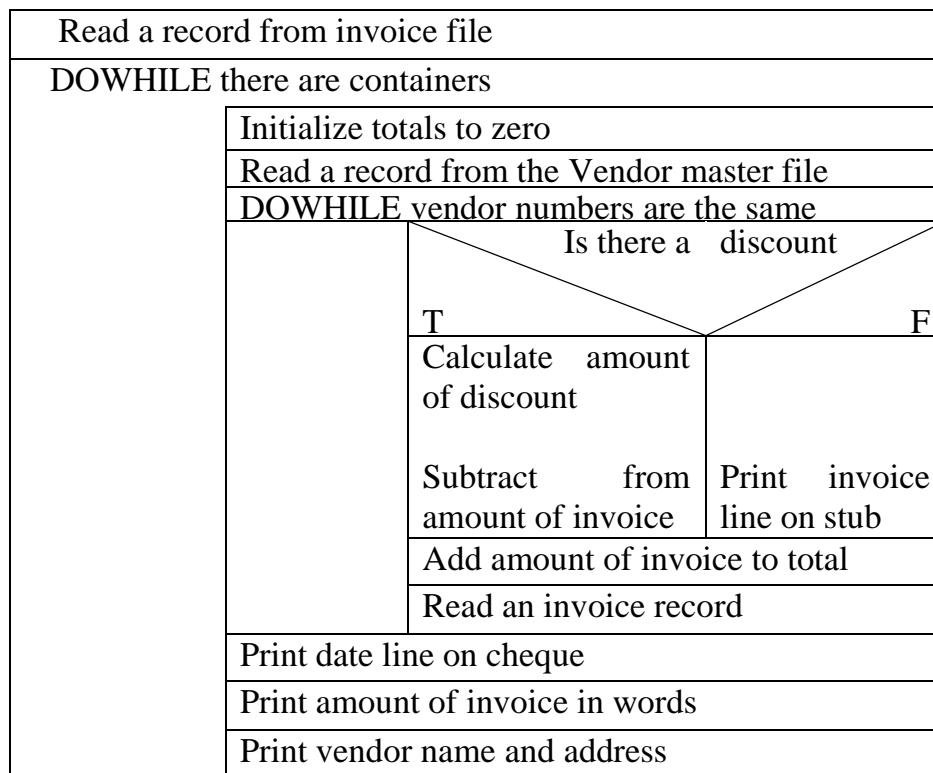 Read a record from invoice file
DOWHILE there are containers
Initialize totals to zero
Read a record from the Vendor master file
DOWHILE vendor numbers are the same
Is there a discount
T F
Calculate amount
of discount
Subtract from
amount of invoice
Print invoice
line on stub
Add amount of invoice to total
Read an invoice record
Print date line on cheque
Print amount of invoice in words
Print vendor name and address